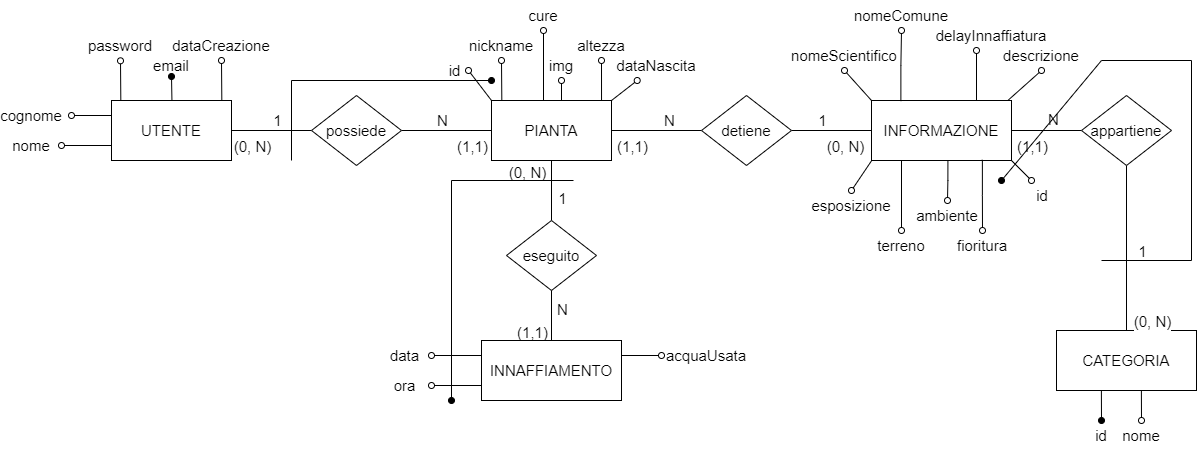 cure
nomeComune
password
dataCreazione
nickname
altezza
delayInnaffiatura
email
id
img
dataNascita
nomeScientifico
descrizione
cognome
nome
UTENTE
1
(0, N)
possiede
N
(1,1)
PIANTA
(1,1)
N
detiene
1
(0, N)
INFORMAZIONE
N
(1,1)
appartiene
(0, N)
1
esposizione
terreno
ambiente
fioritura
id
eseguito
1
N
(1,1)
(0, N)
data
ora
INNAFFIAMENTO
acquaUsata
CATEGORIA
id
nome